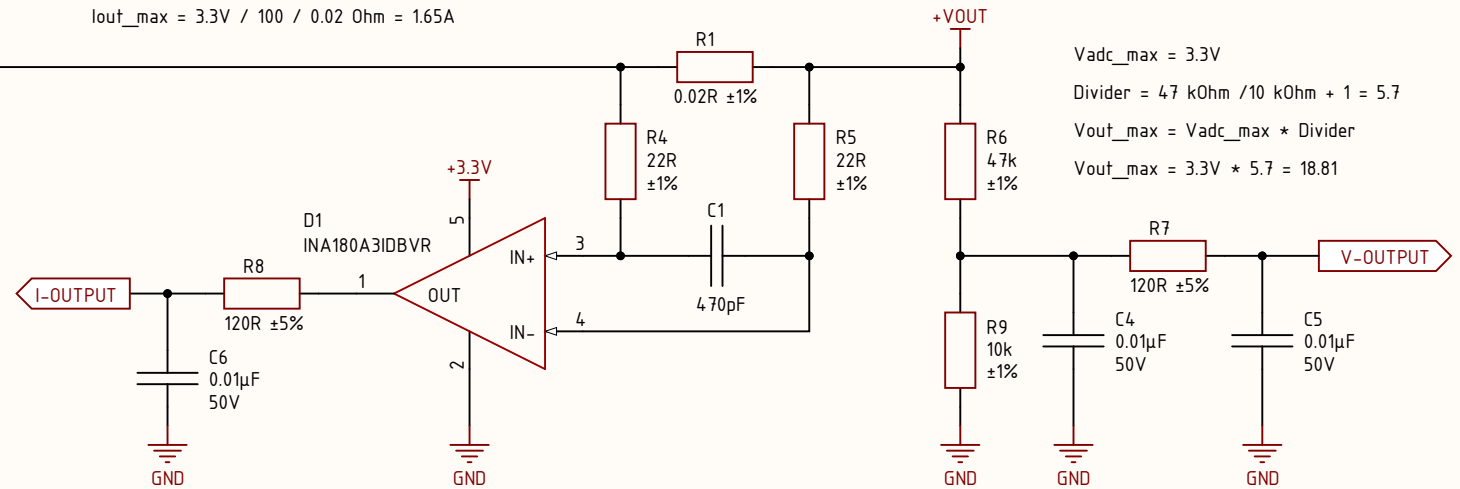 Iout_max = 3.3V / 100 / 0.02 Ohm = 1.65A
+VOUT
R1
0.02R ±1%
Vadc_max = 3.3V
Divider = 47 kOhm /10 kOhm + 1 = 5.7
Vout_max = Vadc_max * Divider
Vout_max = 3.3V * 5.7 = 18.81
R4
22R
±1%
R5
22R
±1%
R6
47k
±1%
+3.3V
5
D1
INA180A3IDBVR
C1
470pF
IN+
3
IN-
4
OUT
1
2
R8
120R ±5%
I-OUTPUT
C6
0.01µF
50V
R7
120R ±5%
V-OUTPUT
R9
10k
±1%
C4
0.01µF
50V
C5
0.01µF
50V
GND
GND
GND
GND
GND